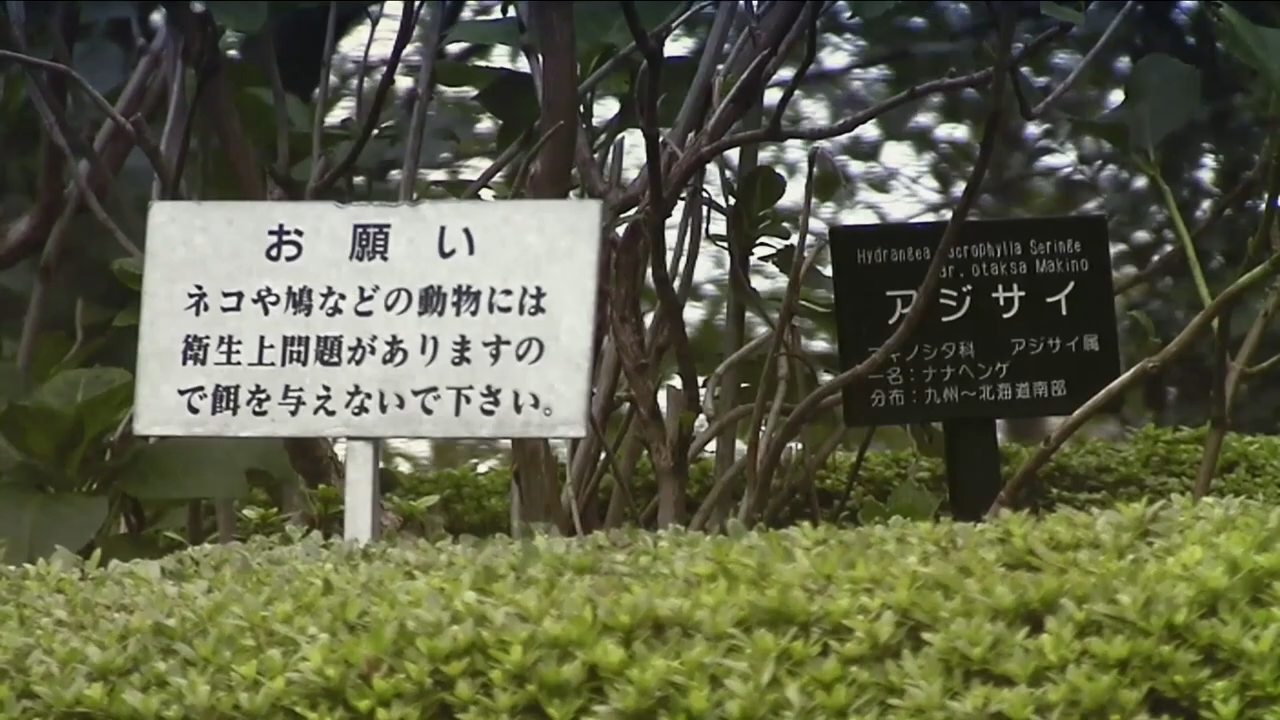 お願い
ネコや鳩などの動物には
衛生上問題がありますの
で餌を与えないで下さい。
Hydrangea Seringe
otaksa Makino
アジサイ
アジサイ属
一名:ナナヘンゲ
分布:九州～北海道南部